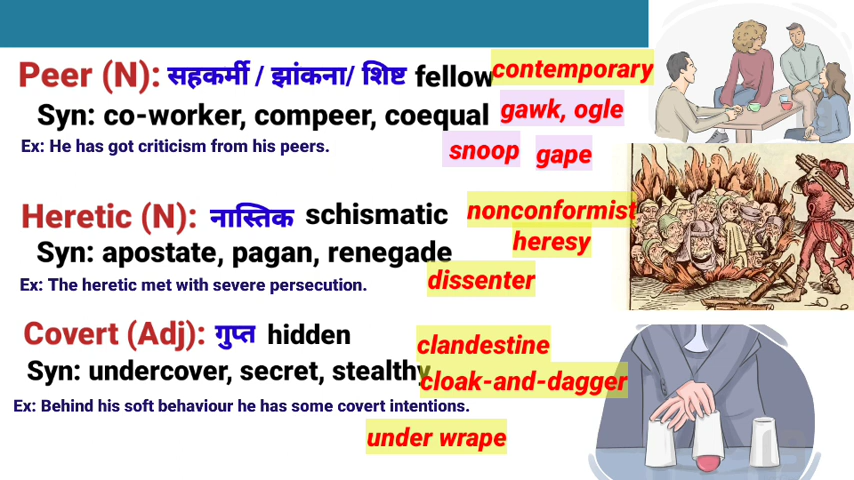 Peer (N): सहकर्मी / झांकना/ शिष्ट fellow contemporary
Syn: co-worker, compeer, coequal gawk, ogle
Ex: He has got criticism from his peers. snoop gape
Heretic (N): नास्तिक schismatic nonconformist
Syn: apostate, pagan, renegade heresy
Ex: The heretic met with severe persecution. dissenter
Covert (Adj): गुप्त hidden clandestine
Syn: undercover, secret, stealthy cloak-and-dagger
Ex: Behind his soft behaviour he has some covert intentions.
under wrape